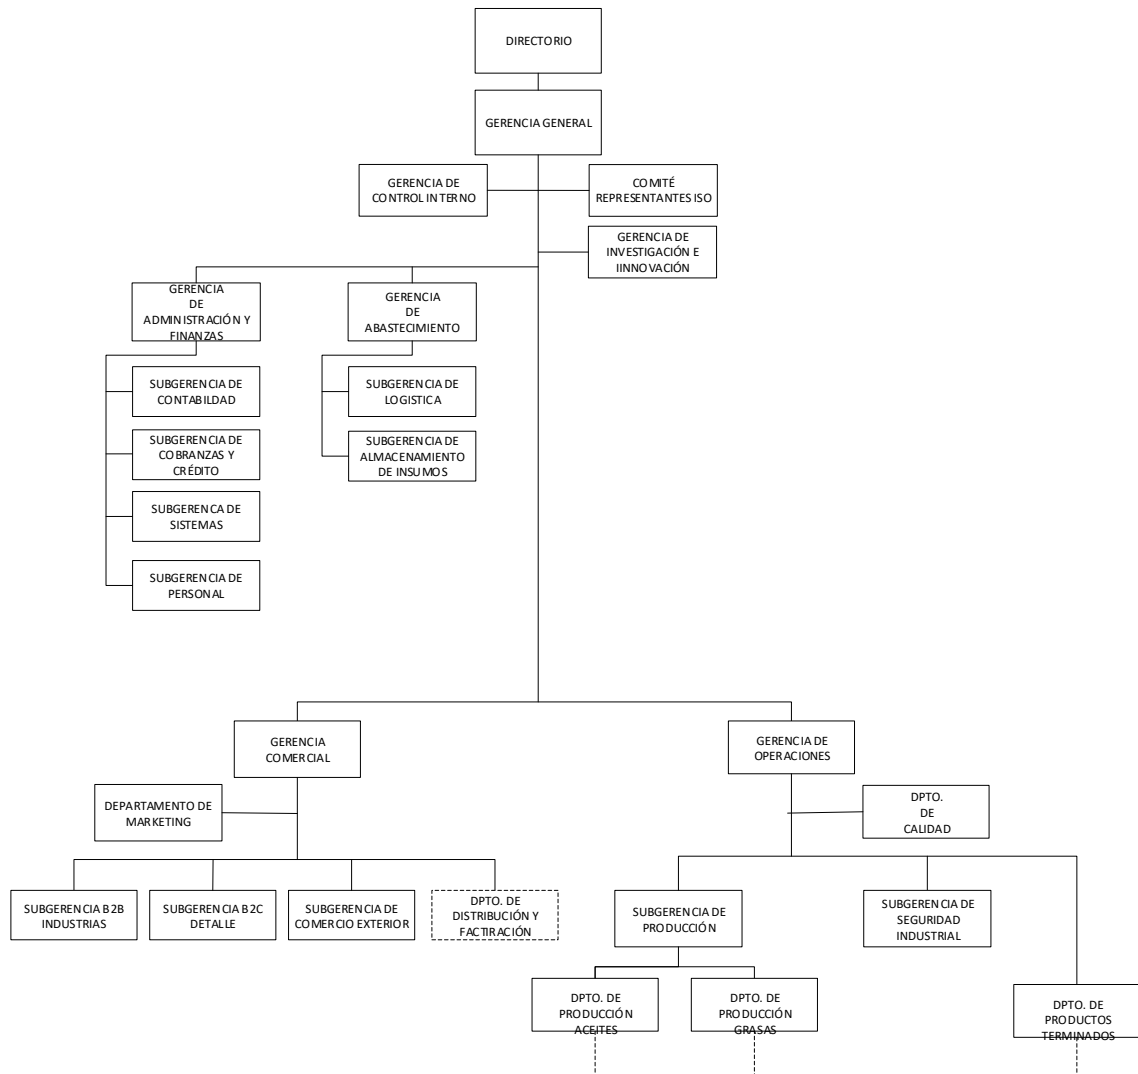 DIRECTORIO
GERENCIA GENERAL
GERENCIA DE
CONTROL INTERNO
COMITÉ
REPRESENTANTES ISO
GERENCIA DE
INVESTIGACIÓN E
IINNOVACIÓN
GERENCIA
DE
ADMINISTRACIÓN Y
FINANZAS
GERENCIA
DE
ABASTECIMIENTO
SUBGERENCIA DE
CONTABILDAD
SUBGERENCIA DE
LOGISTICA
SUBGERENCIA DE
COBRANZAS Y
CRÉDITO
SUBGERENCIA DE
ALMACENAMIENTO
DE INSUMOS
SUBGERENCA DE
SISTEMAS
SUBGERENCIA DE
PERSONAL
GERENCIA
COMERCIAL
GERENCIA DE
OPERACIONES
DEPARTAMENTO DE
MARKETING
DPTO.
DE
CALIDAD
SUBGERENCIA B2B
INDUSTRIAS
SUBGERENCIA B2C
DETALLE
SUBGERENCIA DE
COMERCIO EXTERIOR
DPTO. DE
DISTRIBUCIÓN Y
FACTIRACIÓN
SUBGERENCIA DE
PRODUCCIÓN
SUBGERENCIA DE
SEGURIDAD
INDUSTRIAL
DPTO. DE
PRODUCCIÓN
ACEITES
DPTO. DE
PRODUCCIÓN
GRASAS
DPTO. DE
PRODUCTOS
TERMINADOS